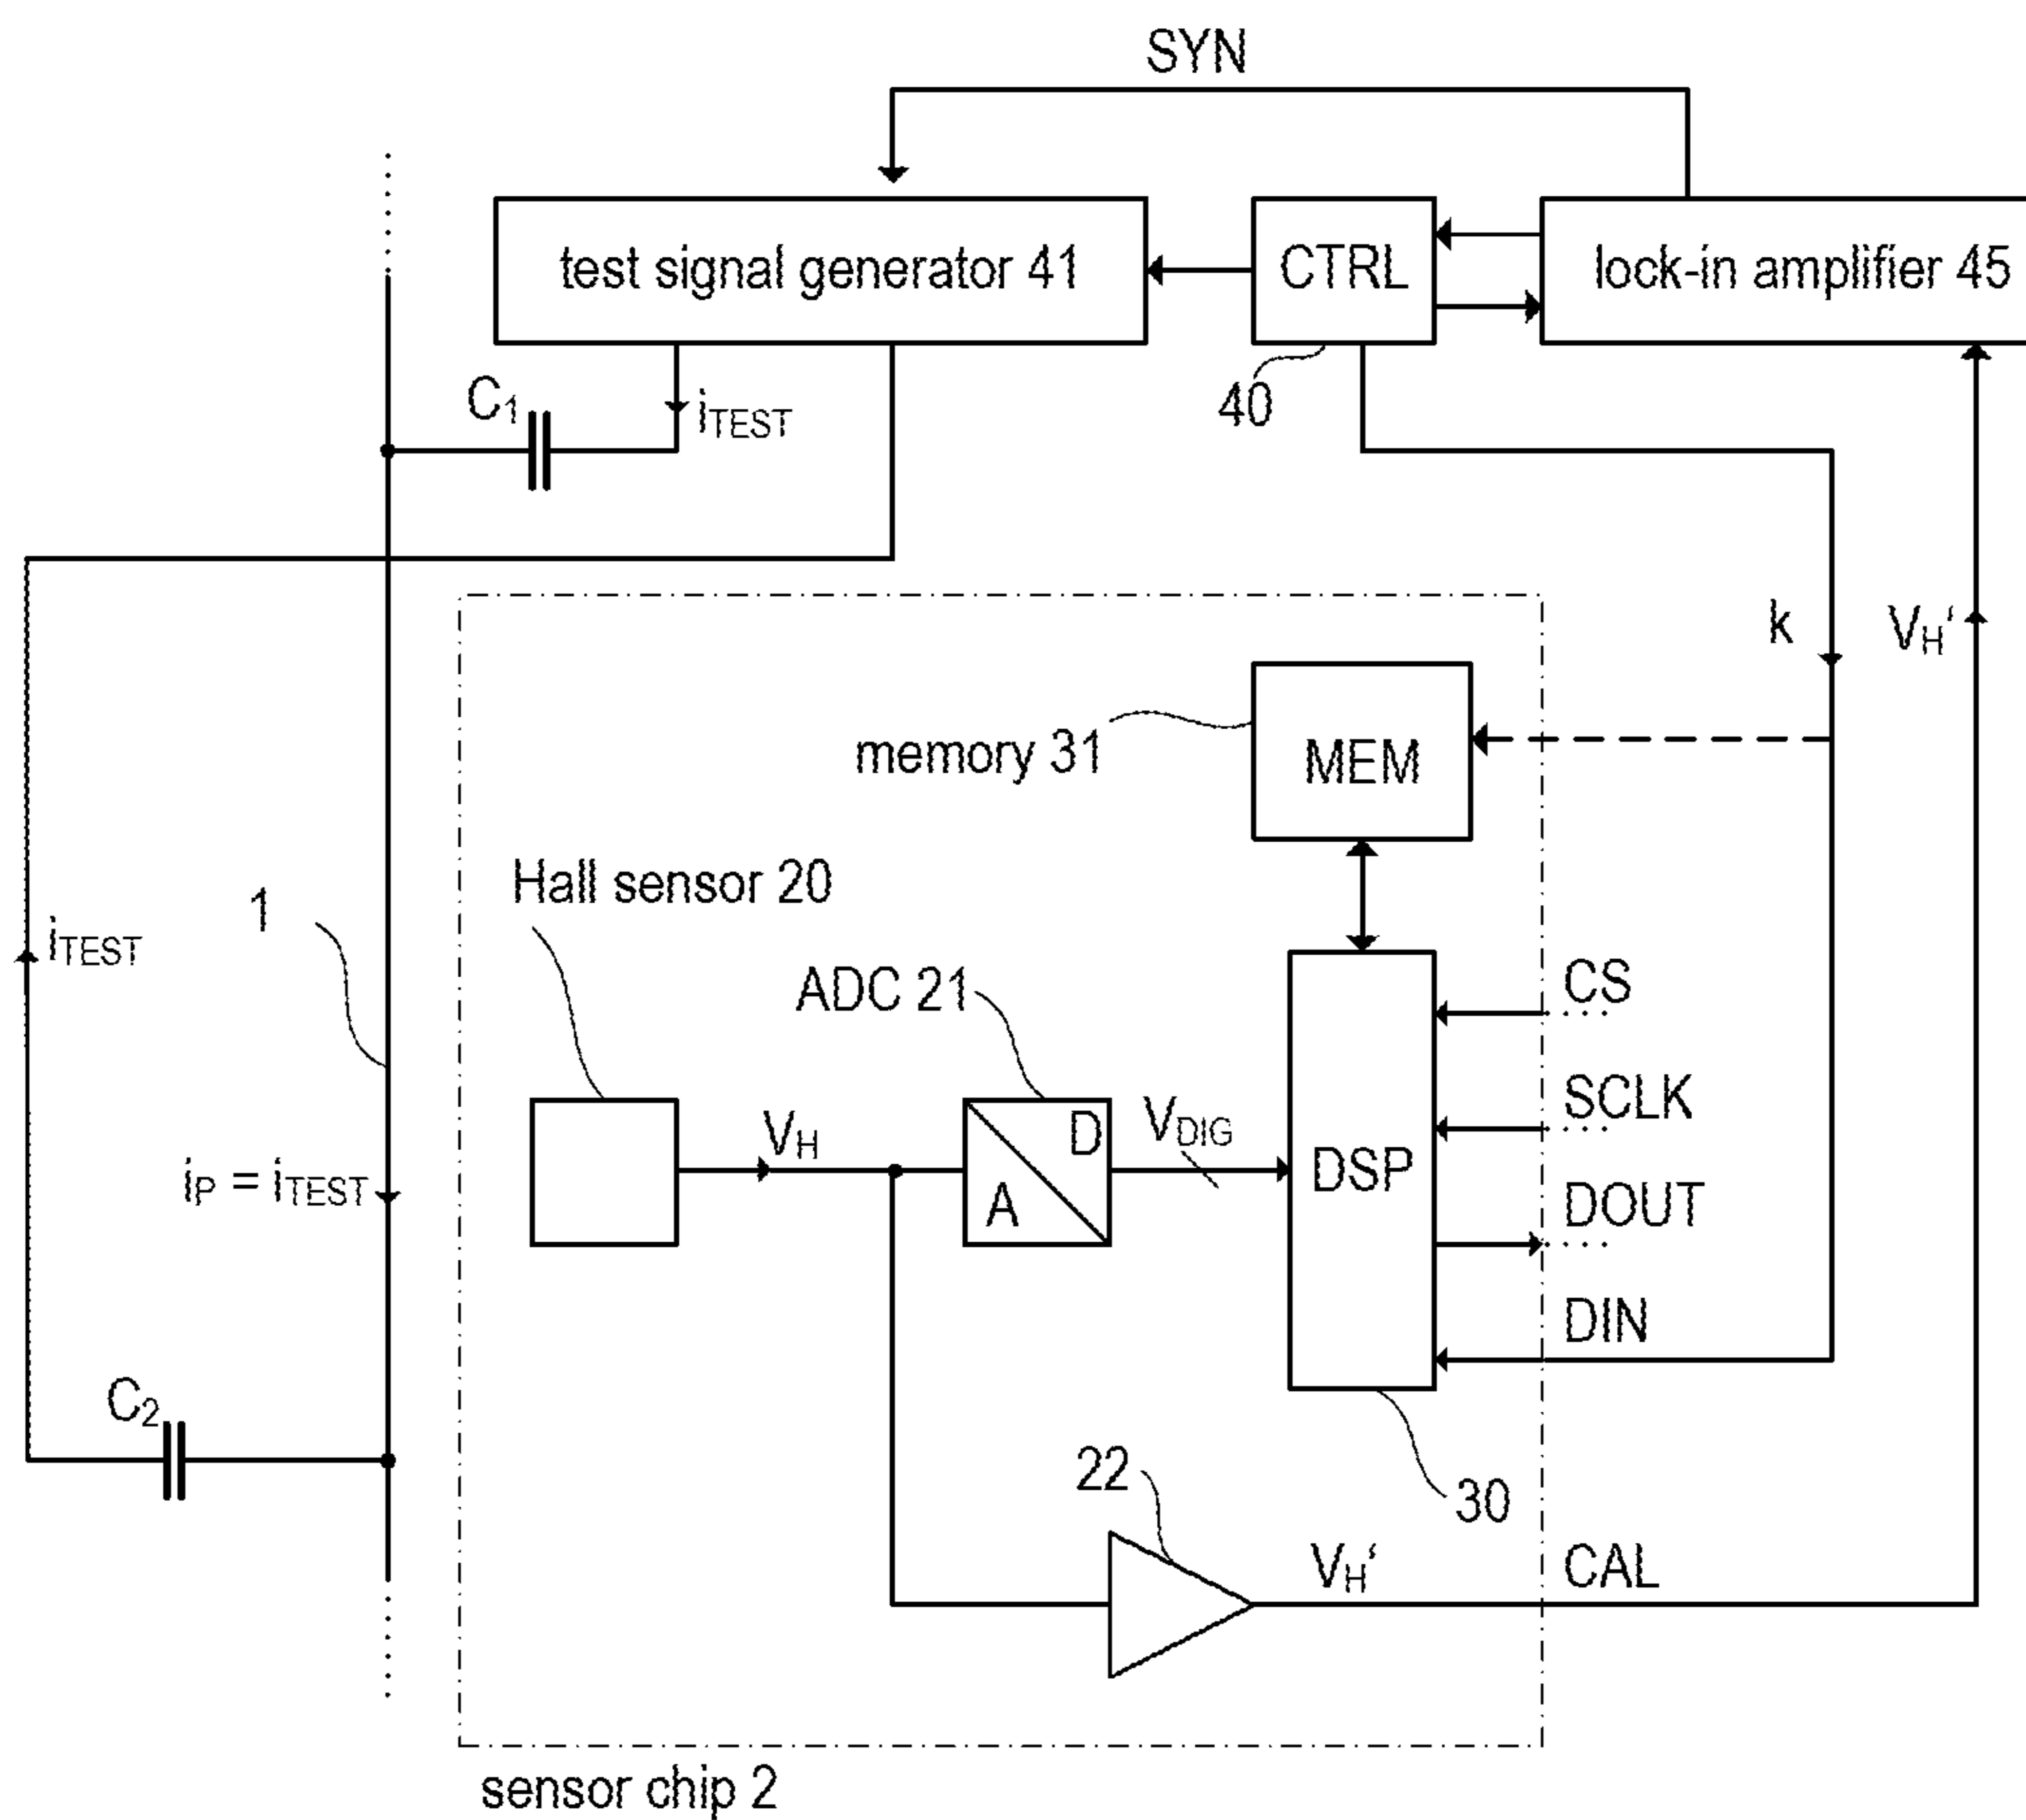 SYN
test signal generator 41
CTRL
lock-in amplifier 45
C1
iTEST
40
k
VH'
memory 31
MEM
Hall sensor 20
1
iTEST
ADC 21
CS
SCLK
VH
D
A
VDIG
DSP
iP = iTEST
DOUT
DIN
C2
22
30
VH'
CAL
sensor chip 2